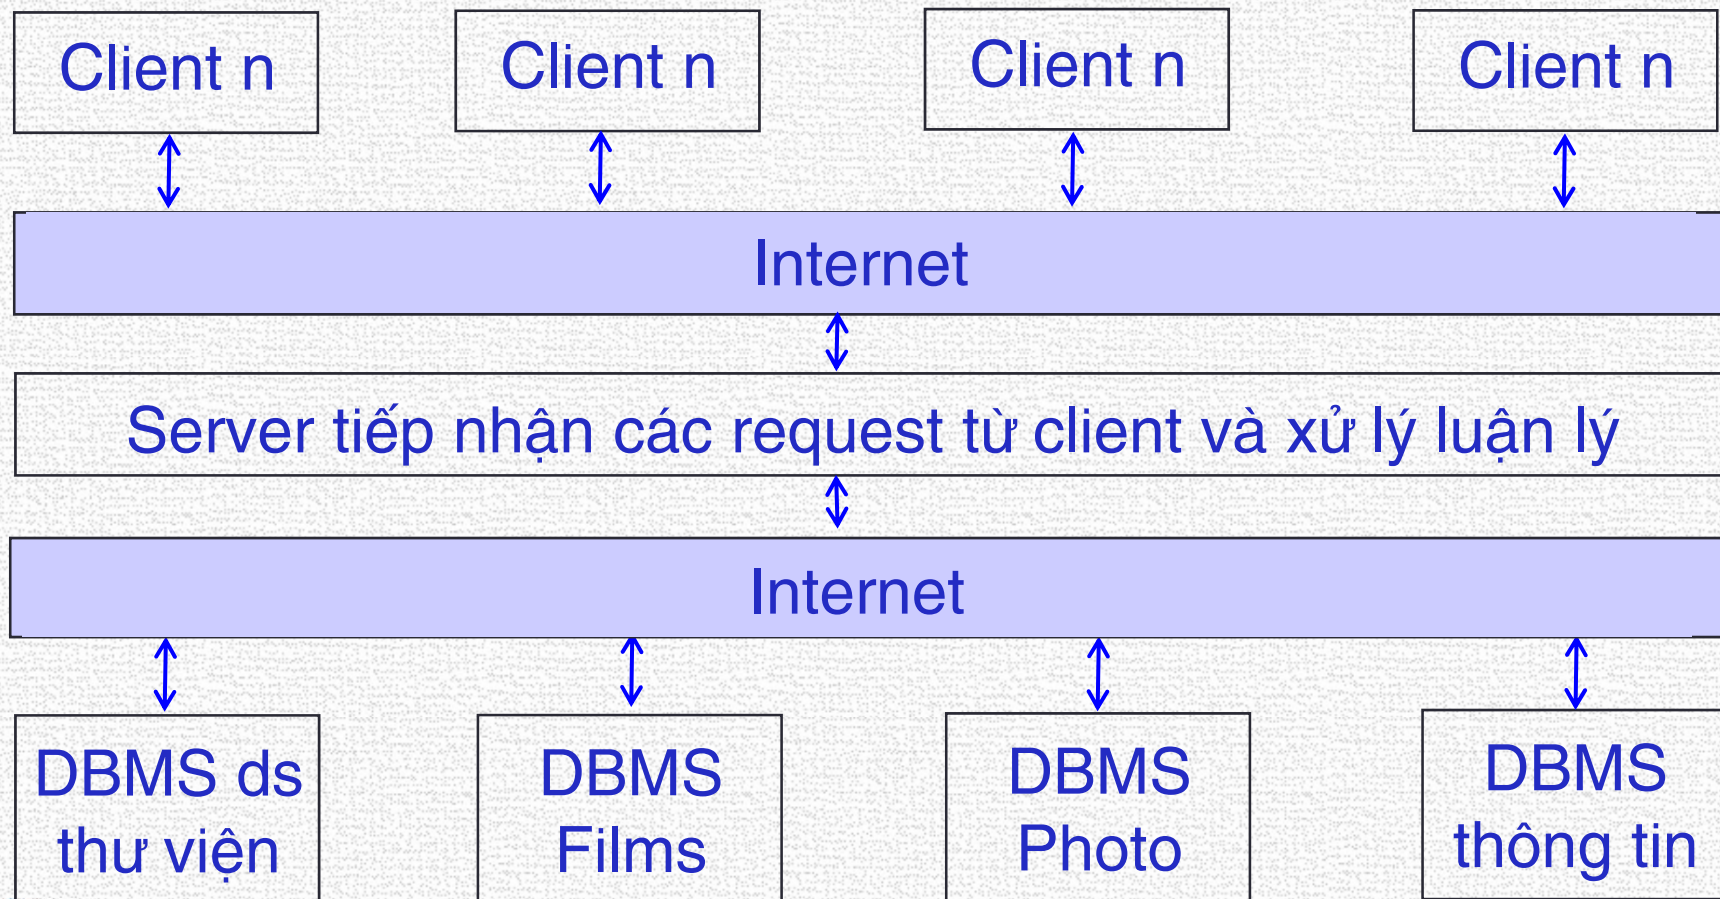 Client n
Client n
Client n
Client n
Internet
Server tiếp nhận các request từ client và xử lý luận lý
Internet
DBMS ds
thư viện
DBMS
Films
DBMS
Photo
DBMS
thông tin